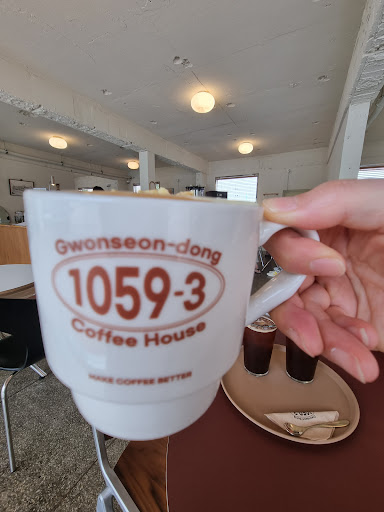 Gwonseon-dong
1059-3
Coffee House
MAKE COFFEE BETTER